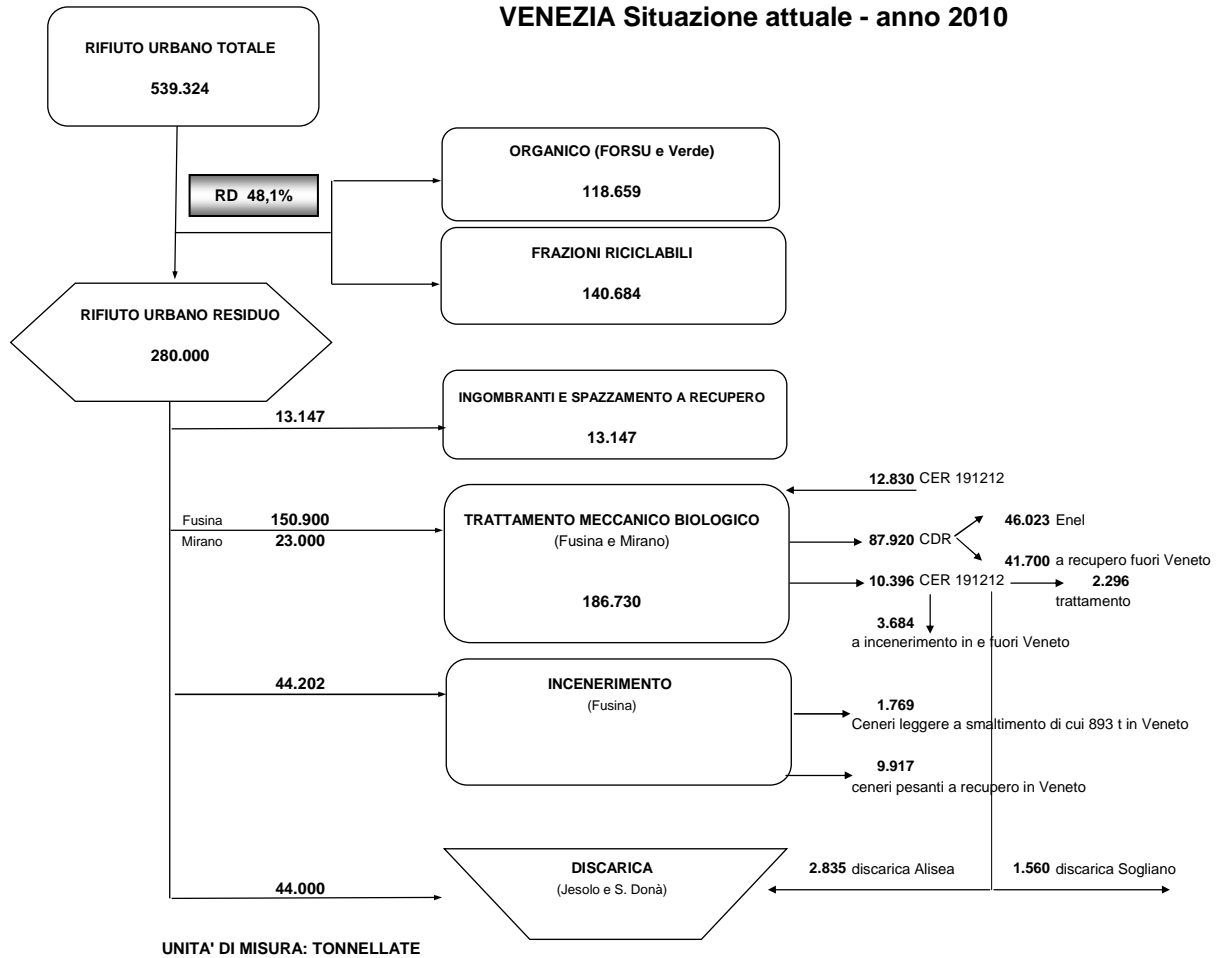 VENEZIA Situazione attuale - anno 2010
RIFIUTO URBANO TOTALE
539.324
RD 48,1%
ORGANICO (FORSU e Verde)
118.659
FRAZIONI RICICLABILI
140.684
RIFIUTO URBANO RESIDUO
280.000
13.147
INGOMBRANTI E SPAZZAMENTO A RECUPERO
13.147
Fusina 150.900
Mirano 23.000
TRATTAMENTO MECCANICO BIOLOGICO
(Fusina e Mirano)
186.730
12.830 CER 191212
87.920 CDR
46.023 Enel
41.700 a recupero fuori Veneto
10.396 CER 191212
2.296
trattamento
3.684
a incenerimento in e fuori Veneto
44.202
INCENERIMENTO
(Fusina)
1.769
Ceneri leggere a smaltimento di cui 893 t in Veneto
9.917
ceneri pesanti a recupero in Veneto
44.000
DISCARICA
(Jesolo e S. Donà)
2.835 discarica Alisea
1.560 discarica Sogliano
UNITA' DI MISURA: TONNELLATE